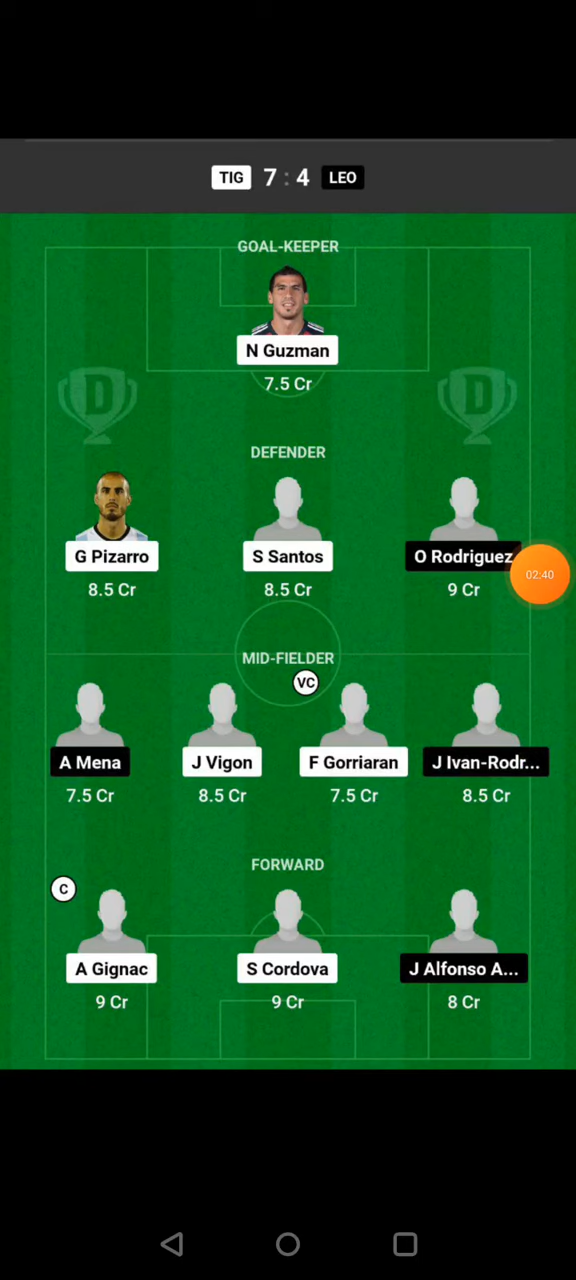 TIG 7 : 4 LEO
GOAL-KEEPER
N Guzman
7.5 Cr
D D
DEFENDER
G Pizarro S Santos O Rodriguez
02:40
8.5 Cr 8.5 Cr 9 Cr
MID-FIELDER
VC
A Mena J Vigon F Gorriaran J Ivan-Rodr...
7.5 Cr 8.5 Cr 7.5 Cr 8.5 Cr
FORWARD
C
A Gignac S Cordova J Alfonso A...
9 Cr 9 Cr 8 Cr